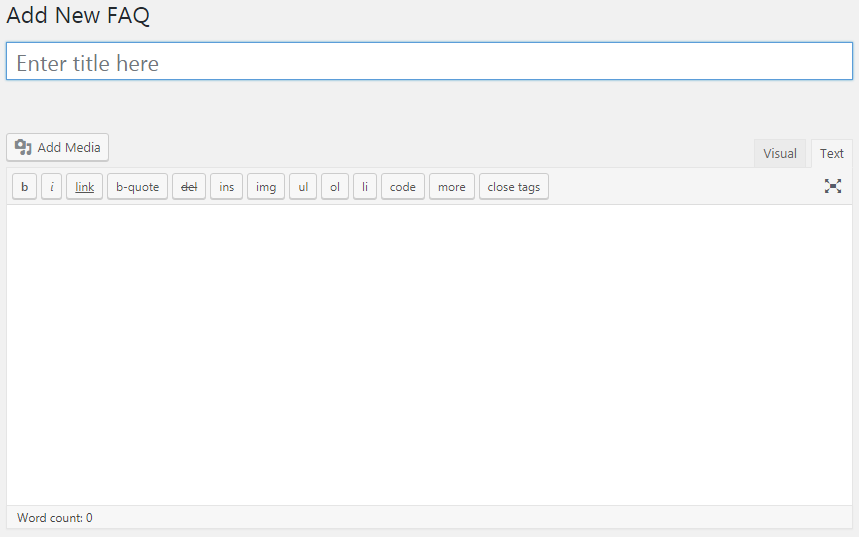 Add New FAQ
Enter title here
Add Media
Visual Text
b i link b-quote del ins img ul ol li code more close tags
Word count: 0